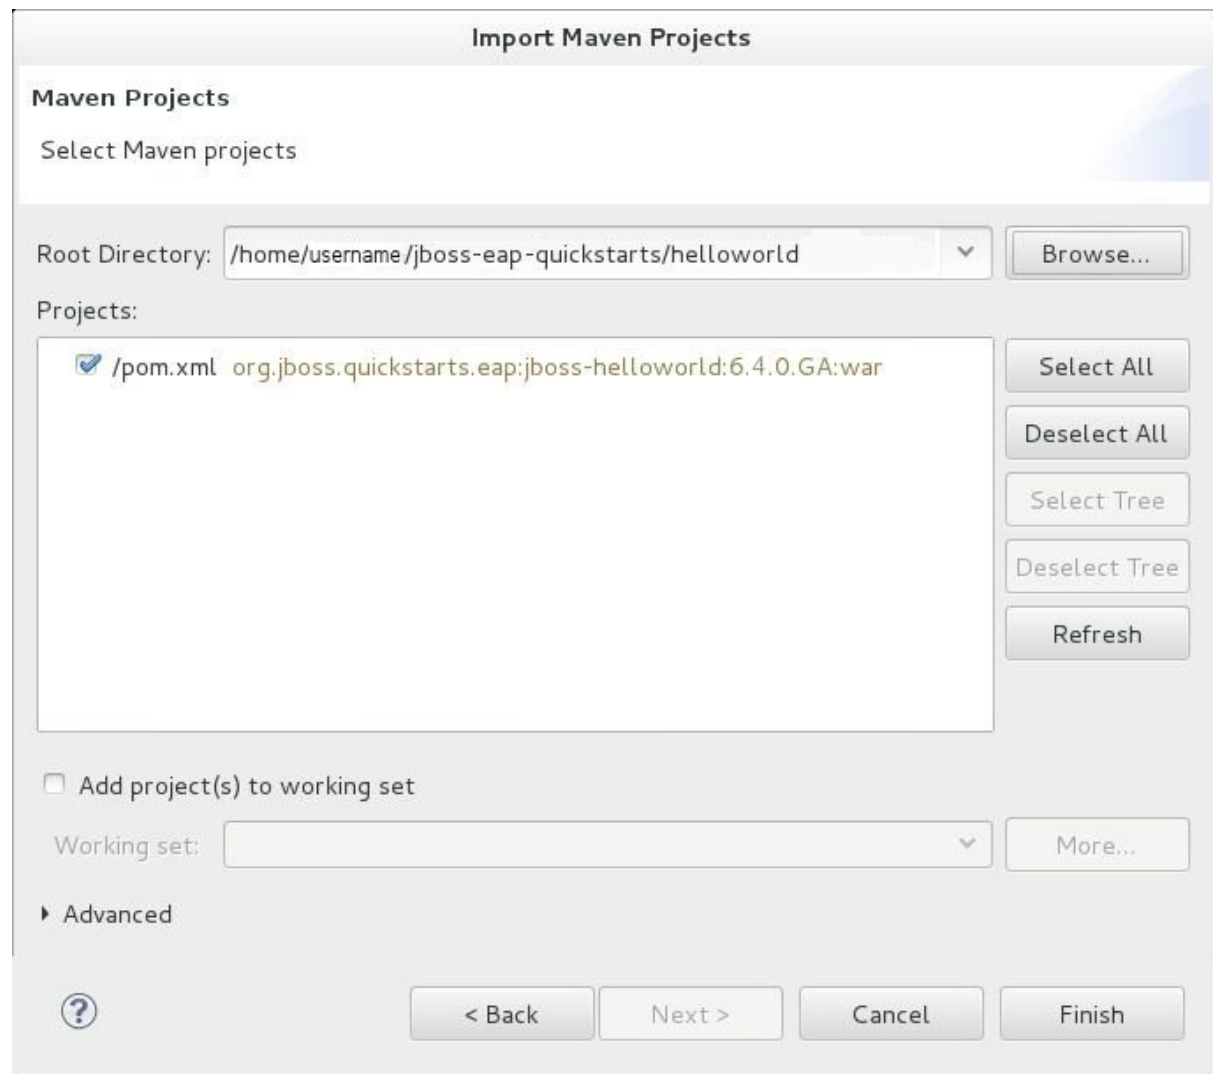 Import Maven Projects
Maven Projects
Select Maven projects
Root Directory: /home/username/jboss-eap-quickstarts/helloworld Browse...
Projects:
/pom.xml org.jboss.quickstarts.eap:jboss-helloworld:6.4.0.GA:war
Select All
Deselect All
Select Tree
Deselect Tree
Refresh
Add project(s) to working set
Working set: More...
Advanced
? < Back Next > Cancel Finish